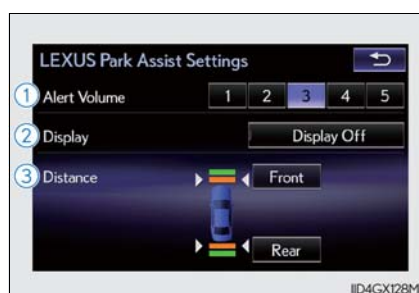 LEXUS Park Assist Settings
1 Alert Volume 1 2 3 4 5
2 Display Display Off
3 Distance Front
Rear
IID4GX128M